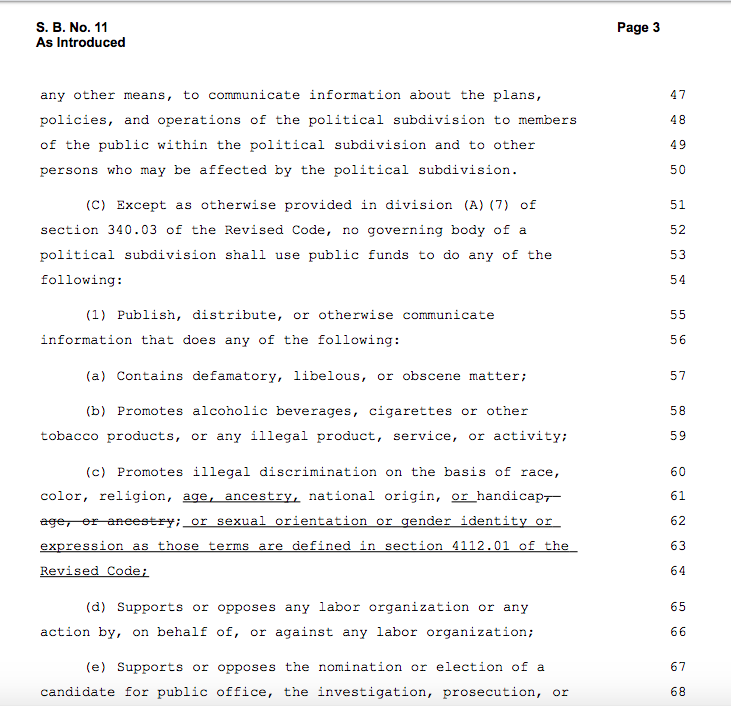 S. B. No. 11 Page 3
As Introduced
any other means, to communicate information about the plans, 47
policies, and operations of the political subdivision to members 48
of the public within the political subdivision and to other 49
persons who may be affected by the political subdivision. 50
(C) Except as otherwise provided in division (A)(7) of 51
section 340.03 of the Revised Code, no governing body of a 52
political subdivision shall use public funds to do any of the 53
following: 54
(1) Publish, distribute, or otherwise communicate 55
information that does any of the following: 56
(a) Contains defamatory, libelous, or obscene matter; 57
(b) Promotes alcoholic beverages, cigarettes or other 58
tobacco products, or any illegal product, service, or activity; 59
(c) Promotes illegal discrimination on the basis of race, 60
color, religion, age, ancestry, national origin, or handicap, 61
age, or ancestry; or sexual orientation or gender identity or 62
expression as those terms are defined in section 4112.01 of the 63
Revised Code; 64
(d) Supports or opposes any labor organization or any 65
action by, on behalf of, or against any labor organization; 66
(e) Supports or opposes the nomination or election of a 67
candidate for public office, the investigation, prosecution, or 68